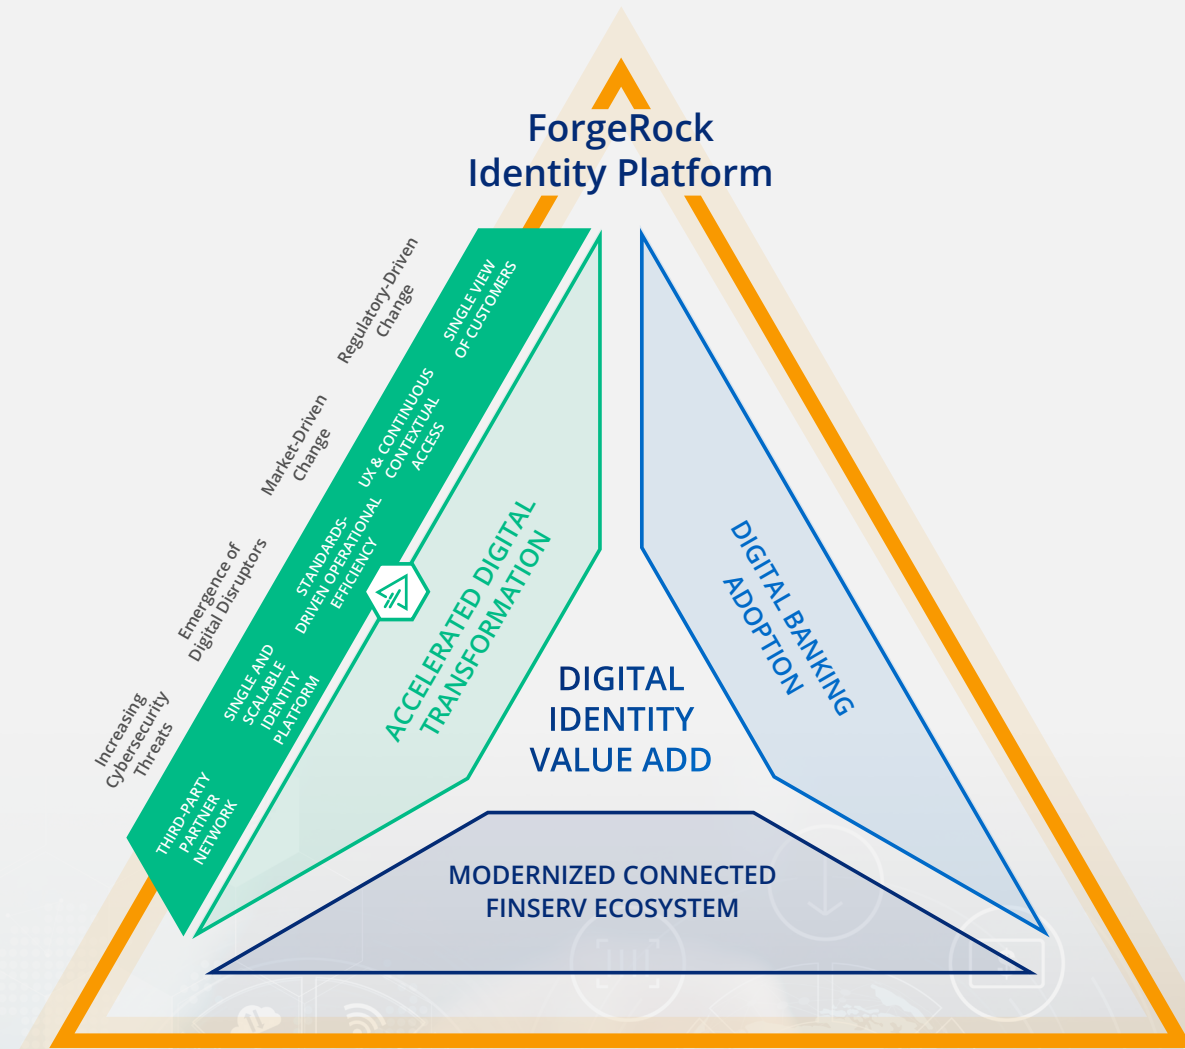 ForgeRock
Identity Platform
Regulatory-Driven
Change
Market-Driven
Change
Emergence of
Digital Disruptors
Increasing
Cybersecurity
Threats
SINGLE VIEW
OF CUSTOMERS
UX & CONTINUOUS
CONTEXTUAL
ACCESS
STANDARDS-
DRIVEN OPERATIONAL
EFFICIENCY
SINGLE AND
SCALABLE
IDENTITY
PLATFORM
THIRD-PARTY
PARTNER
NETWORK
ACCELERATED DIGITAL
TRANSFORMATION
DIGITAL BANKING
ADOPTION
DIGITAL
IDENTITY
VALUE ADD
MODERNIZED CONNECTED
FINSERV ECOSYSTEM